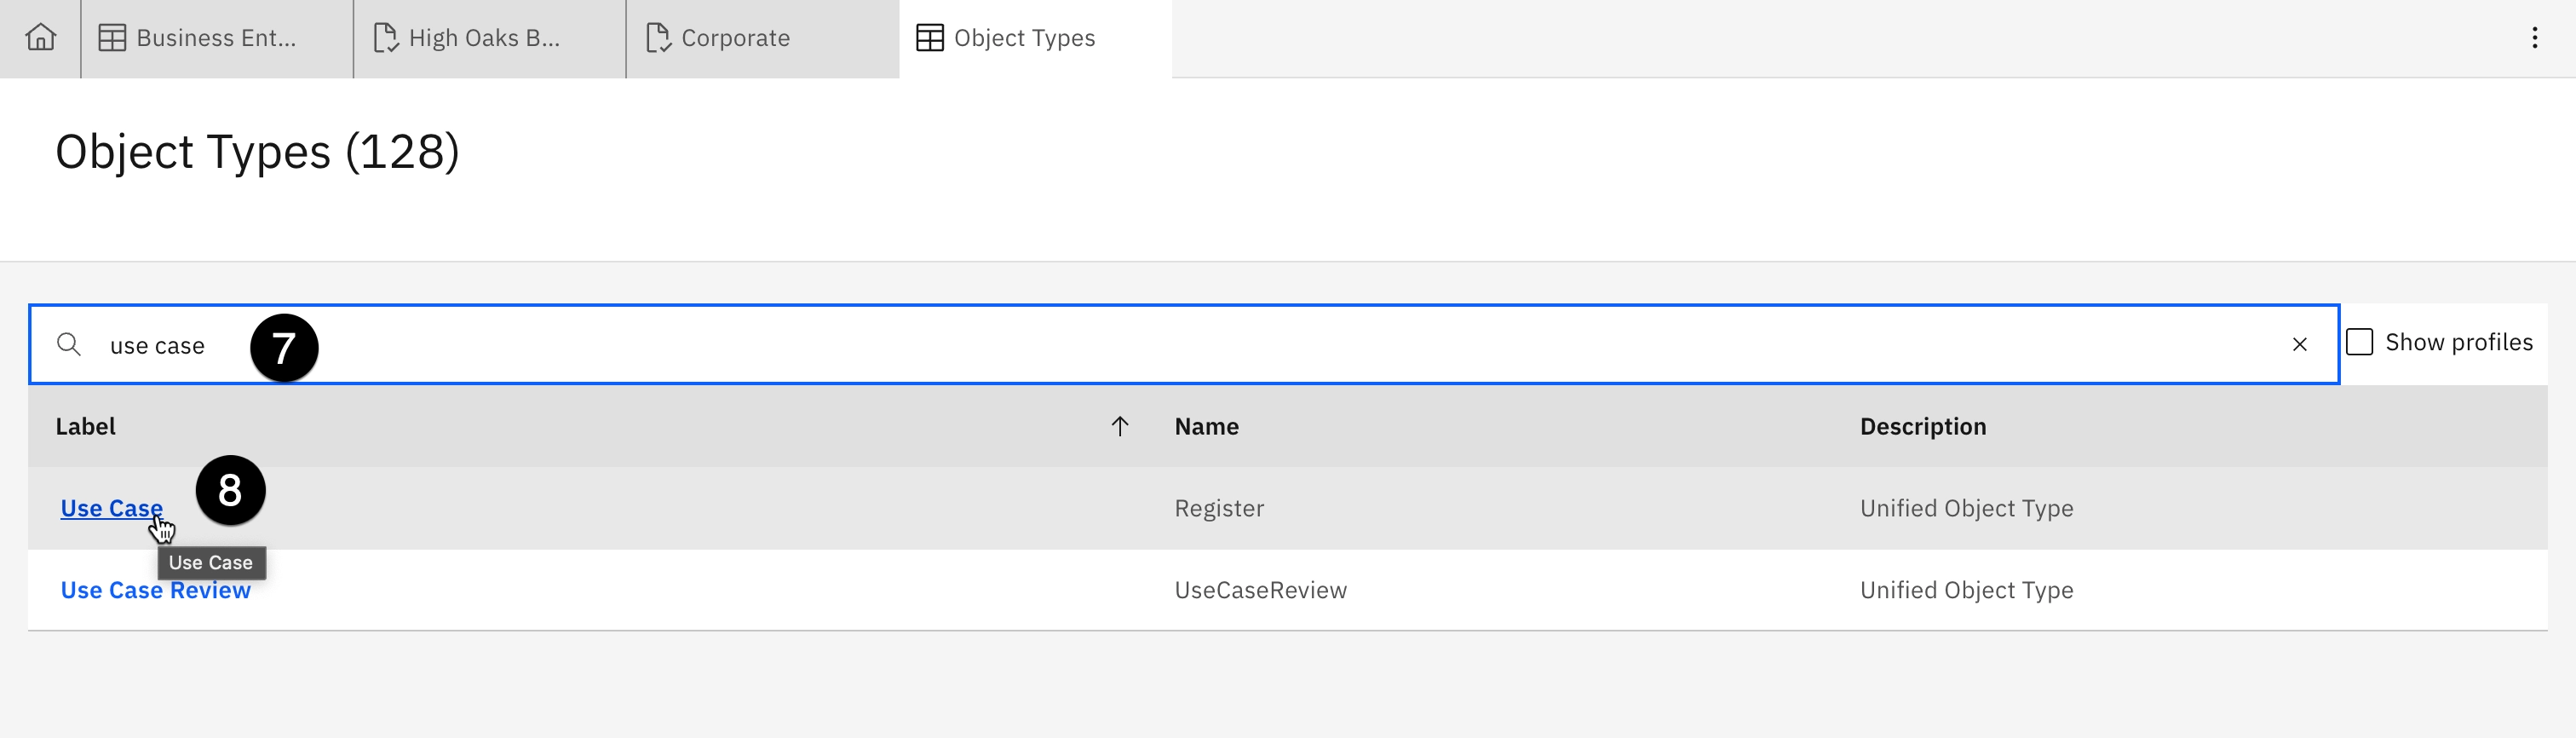 Business Ent...
High Oaks B...
Corporate
Object Types
Object Types (128)
use case
7
Show profiles
Label
Name
Description
8
Use Case
Register
Unified Object Type
Use Case
Use Case Review
UseCaseReview
Unified Object Type